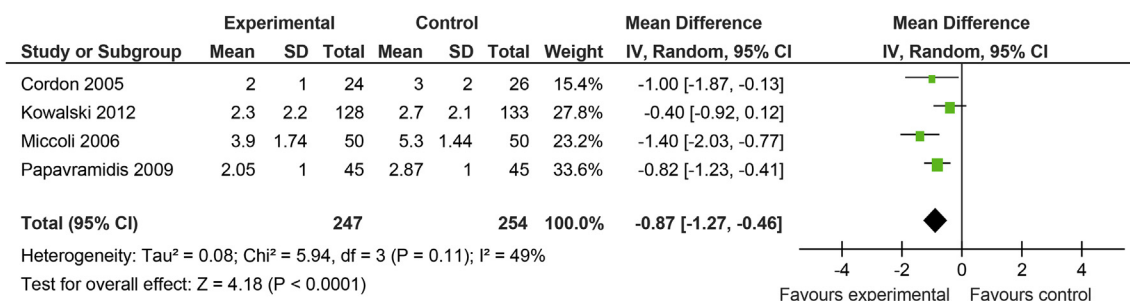 Experimental Control Mean Difference Mean Difference
Study or Subgroup Mean SD Total Mean SD Total Weight IV, Random, 95% CI IV, Random, 95% CI
Cordon 2005 2 1 24 3 2 26 15.4% -1.00 [-1.87, -0.13]
Kowalski 2012 2.3 2.2 128 2.7 2.1 133 27.8% -0.40 [-0.92, 0.12]
Miccoli 2006 3.9 1.74 50 5.3 1.44 50 23.2% -1.40 [-2.03, -0.77]
Papavramidis 2009 2.05 1 45 2.87 1 45 33.6% -0.82 [-1.23, -0.41]
Total (95% CI) 247 254 100.0% -0.87 [-1.27, -0.46]
Heterogeneity: Tau² = 0.08; Chi² = 5.94, df = 3 (P = 0.11); I² = 49%
Test for overall effect: Z = 4.18 (P < 0.0001)
-4 -2 0 2 4
Favours experimental Favours control